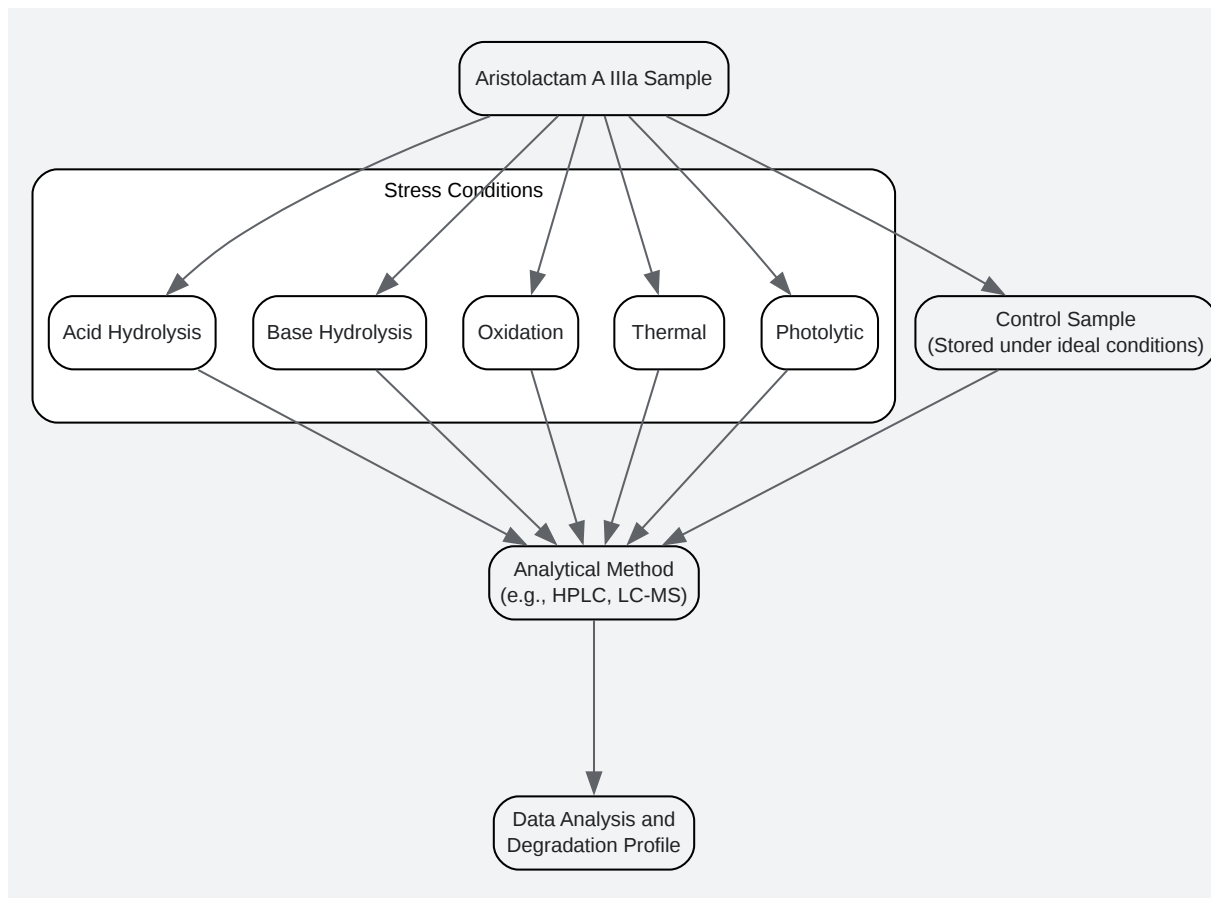 Aristolactam A IIIa Sample
Stress Conditions
Acid Hydrolysis
Base Hydrolysis
Oxidation
Thermal
Photolytic
Control Sample
(Stored under ideal conditions)
Analytical Method
(e.g., HPLC, LC-MS)
Data Analysis and
Degradation Profile